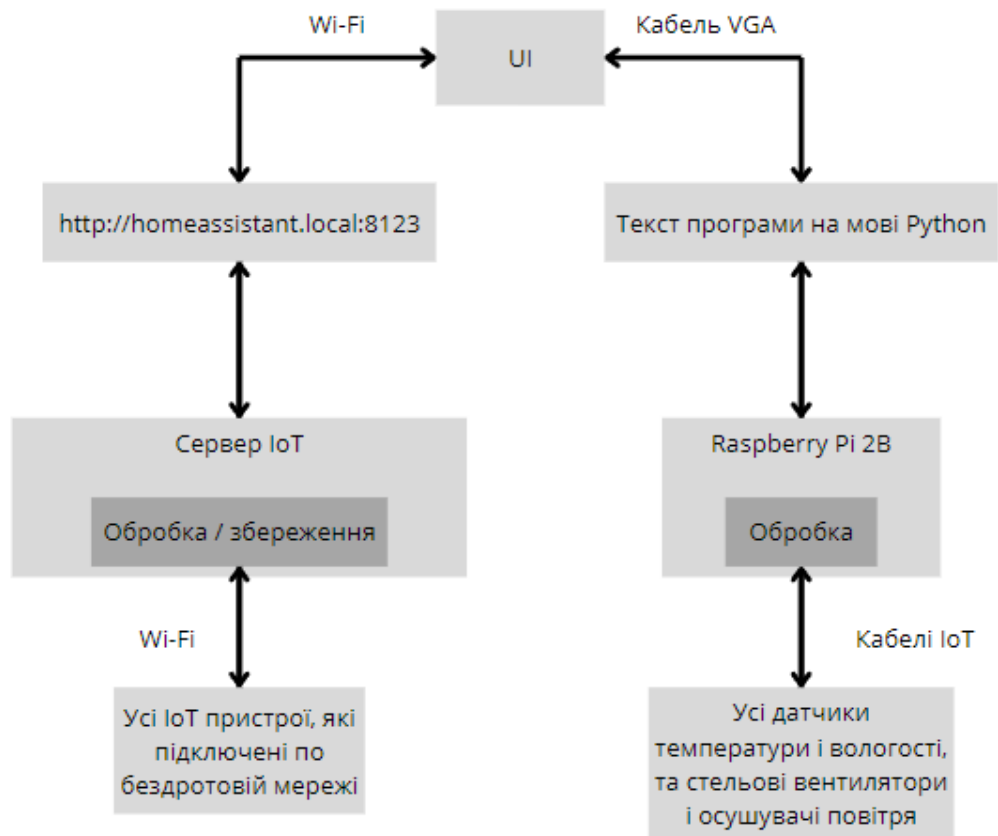 Wi-Fi
UI
Кабель VGA
http://homeassistant.local:8123
Текст програми на мові Python
Сервер IoT
Обробка / збереження
Raspberry Pi 2B
Обробка
Wi-Fi
Кабелі IoT
Усі IoT пристрої, які
підключені по
бездротовій мережі
Усі датчики
температури і вологості,
та стельові вентилятори
і осушувачі повітря